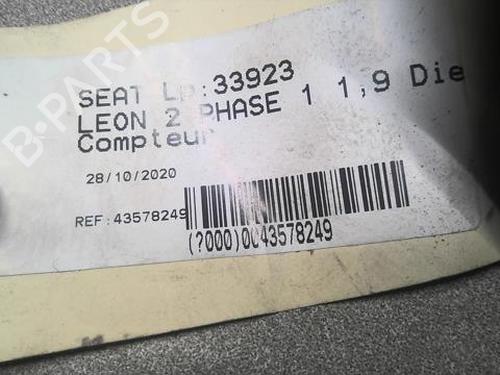 SEAT Lp:33923
LEON 2 PHASE 1 1,9 Die
Compteur
28/10/2020
REF:43578249
(?000)0043578249
B-PARTS